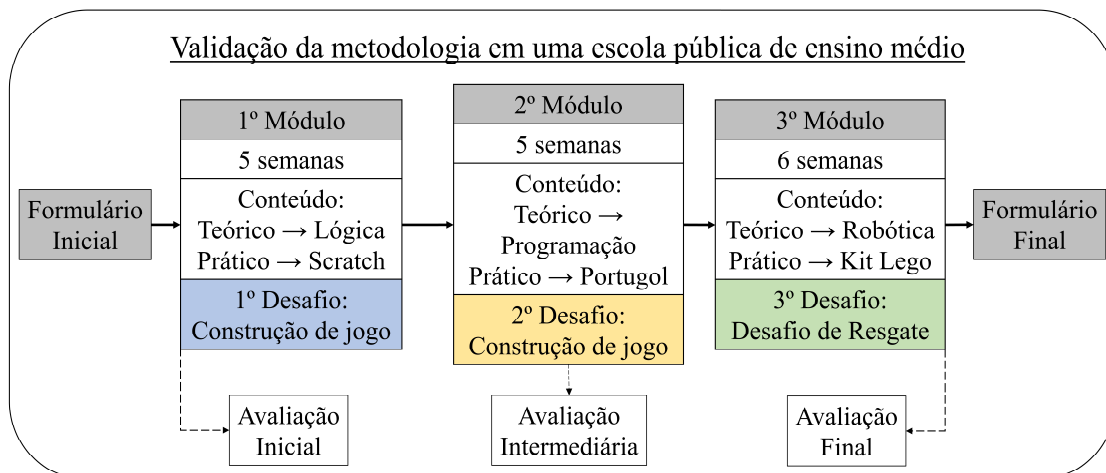 Validação da metodologia em uma escola pública de ensino médio
Formulário
Inicial
1º Módulo
5 semanas
Conteúdo:
Teórico → Lógica
Prático → Scratch
1º Desafio:
Construção de jogo
Avaliação
Inicial
2º Módulo
5 semanas
Conteúdo:
Teórico →
Programação
Prático → Portugol
2º Desafio:
Construção de jogo
Avaliação
Intermediária
3º Módulo
6 semanas
Conteúdo:
Teórico → Robótica
Prático → Kit Lego
3º Desafio:
Desafio de Resgate
Avaliação
Final
Formulário
Final